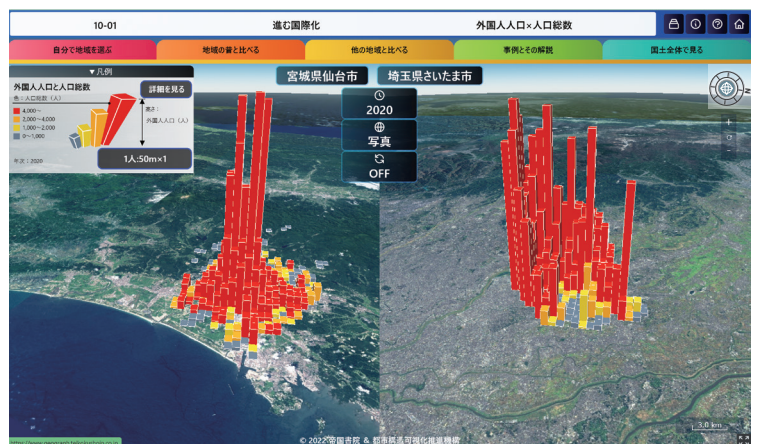 10-01
進む国際化
外国人人口×人口総数
自分で地域を選ぶ
地域の昔と比べる
他の地域と比べる
事例とその解説
国土全体で見る
▼凡例
外国人人口と人口総数
詳細を見る
色:人口総数(人)
4,000~
2,000~4,000
1,000~2,000
0~1,000
高さ:
外国人人口(人)
年次:2020
1人:50m×1
宮城県仙台市
埼玉県さいたま市
2020
写真
OFF
N
3.0 km
© 2022 帝国書院 & 都市構造可視化推進機構